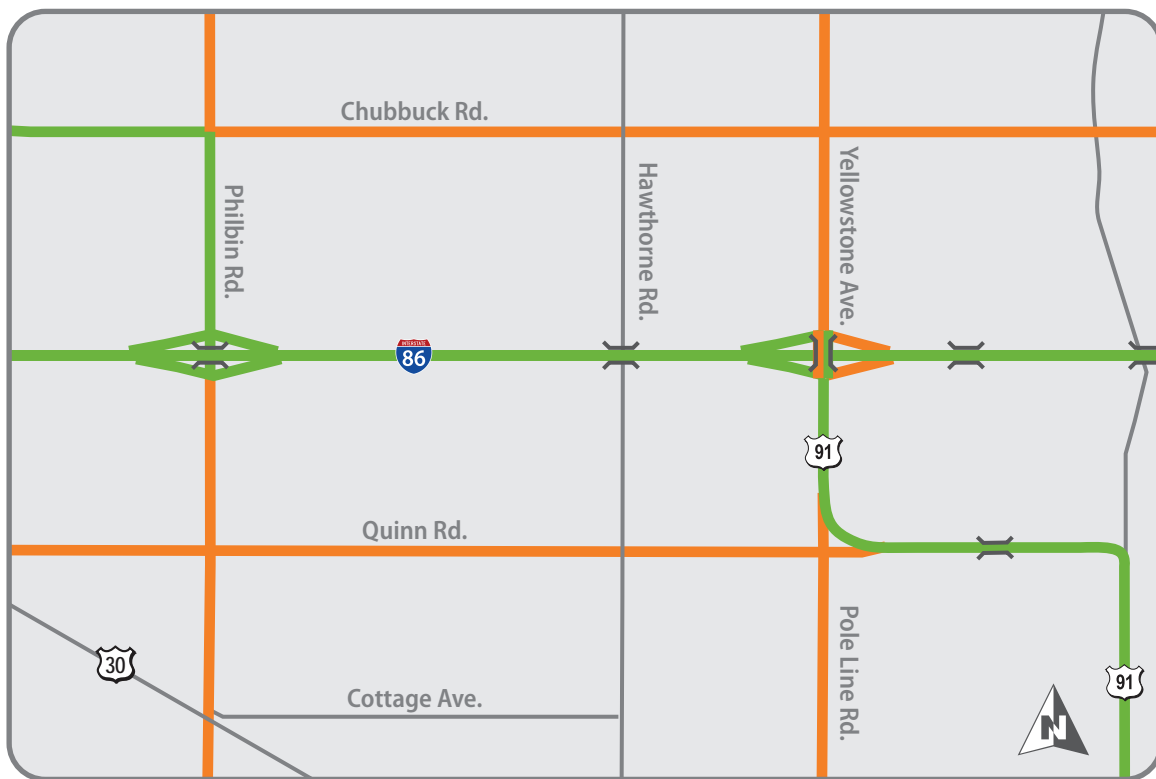 Chubbuck Rd.
Philbin Rd.
Hawthorne Rd.
Yellowstone Ave.
INTERSTATE
86
91
Quinn Rd.
30
Cottage Ave.
Pole Line Rd.
91
N